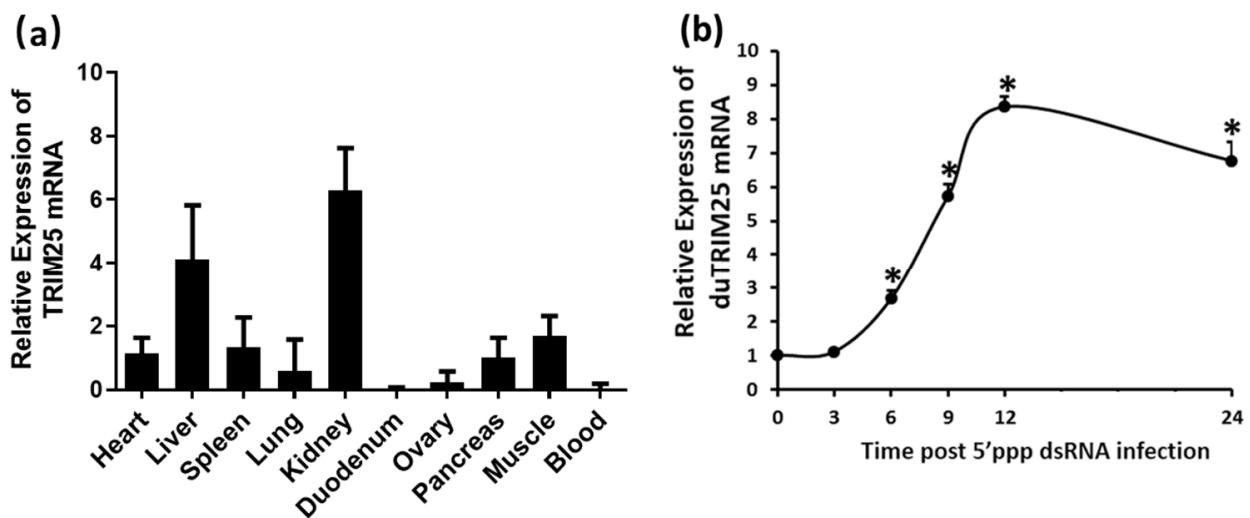 (a)
Relative Expression of
TRIM25 mRNA
10
8
6
4
2
0
Heart
Liver
Spleen
Lung
Kidney
Duodenum
Ovary
Pancreas
Muscle
Blood
(b)
Relative Expression of
duTRIM25 mRNA
10
9
8
7
6
5
4
3
2
1
0
*
*
*
*
0 3 6 9 12 24
Time post 5'ppp dsRNA infection